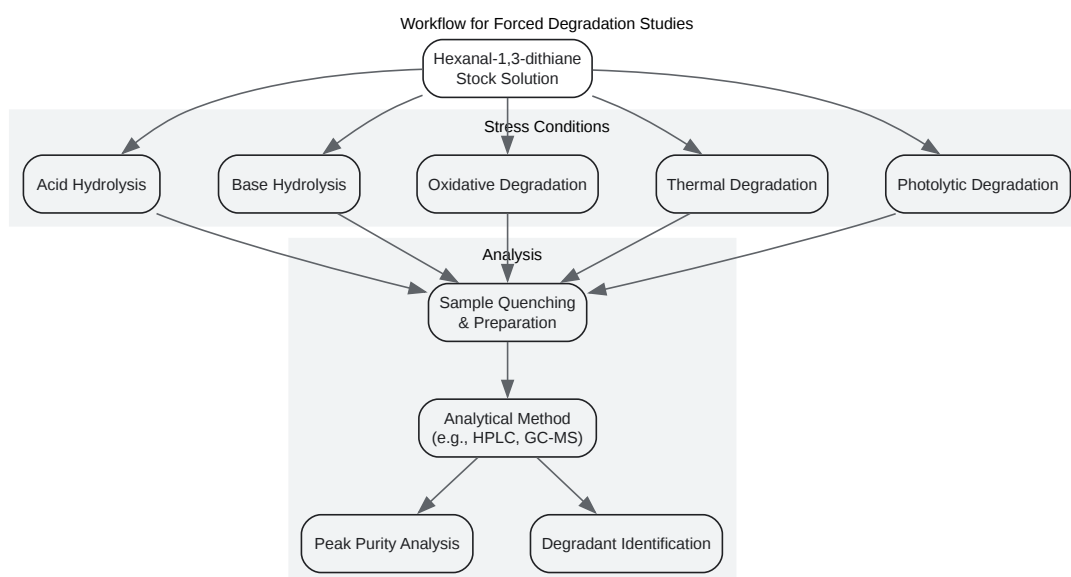 Workflow for Forced Degradation Studies
Hexanal-1,3-dithiane
Stock Solution
Stress Conditions
Acid Hydrolysis
Base Hydrolysis
Oxidative Degradation
Thermal Degradation
Photolytic Degradation
Analysis
Sample Quenching
& Preparation
Analytical Method
(e.g., HPLC, GC-MS)
Peak Purity Analysis
Degradant Identification